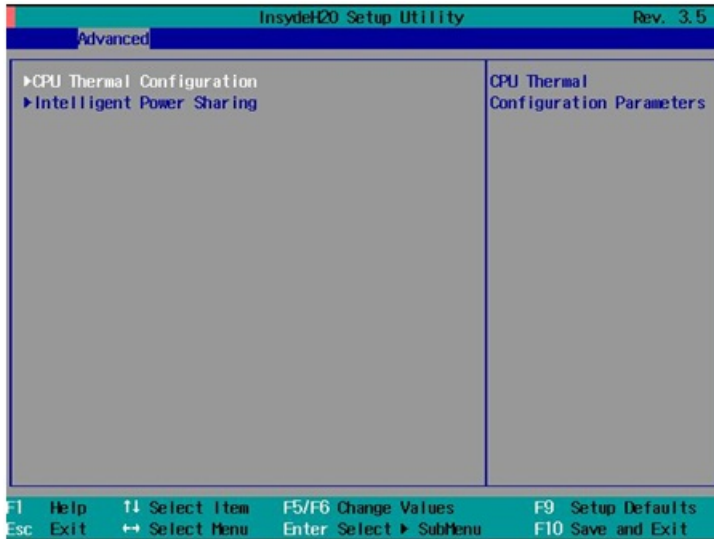 InsydeH20 Setup Utility Rev. 3.5
Advanced
▶CPU Thermal Configuration
▶Intelligent Power Sharing
CPU Thermal
Configuration Parameters
F1 Help ↑↓ Select Item F5/F6 Change Values F9 Setup Defaults
Esc Exit ↔ Select Menu Enter Select ▶ SubMenu F10 Save and Exit